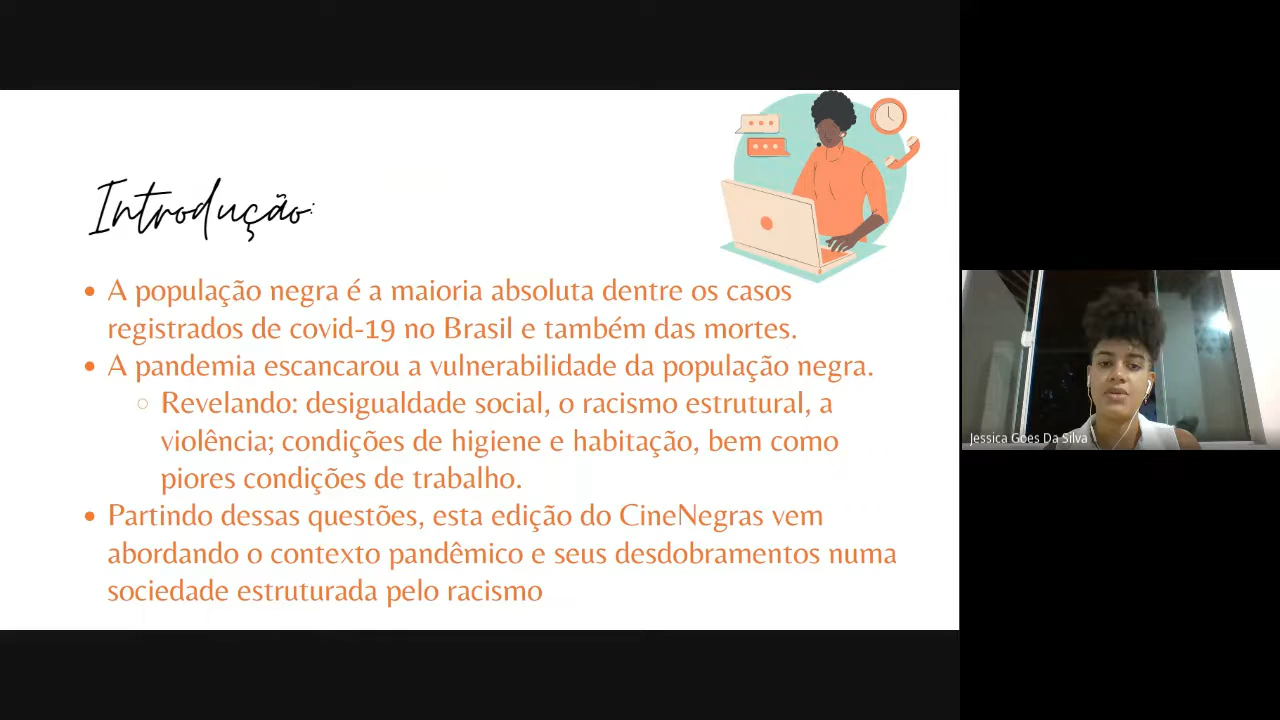 Introdução:
A população negra é a maioria absoluta dentre os casos
registrados de covid-19 no Brasil e também das mortes.
A pandemia escancarou a vulnerabilidade da população negra.
Revelando: desigualdade social, o racismo estrutural, a
violência; condições de higiene e habitação, bem como
piores condições de trabalho.
Partindo dessas questões, esta edição do CineNegras vem
abordando o contexto pandêmico e seus desdobramentos numa
sociedade estruturada pelo racismo
Jessica Goes Da Silva